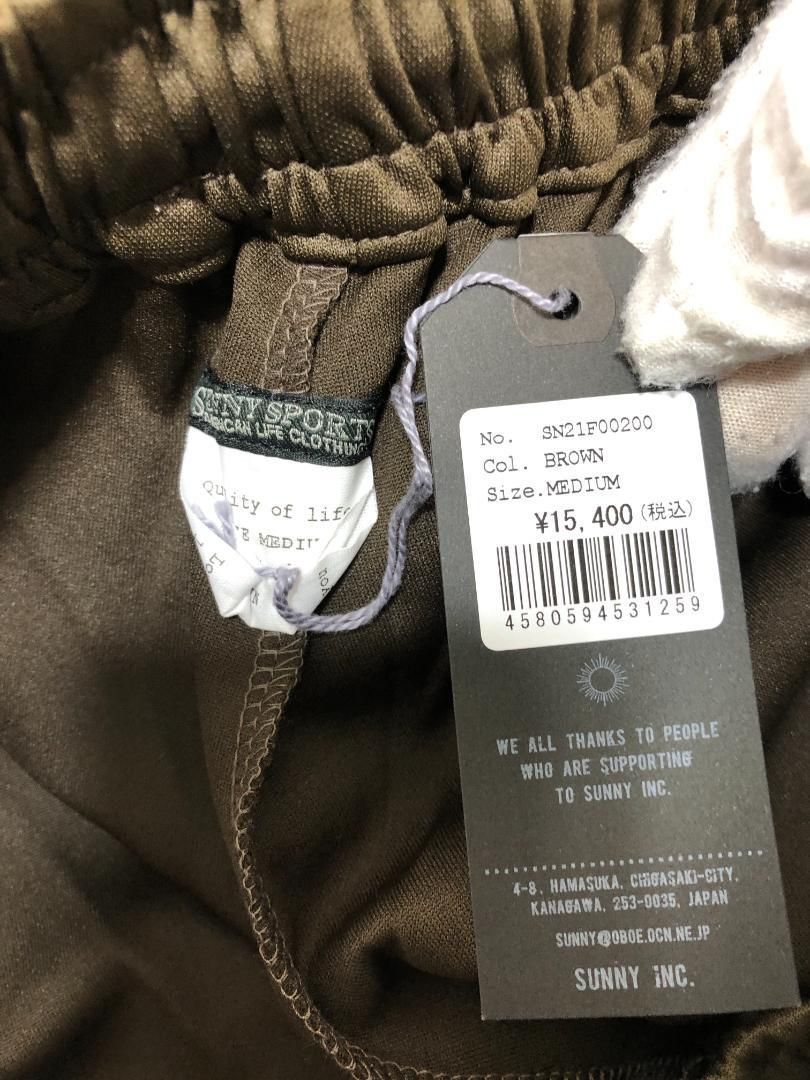 SUNNY SPORTS
AMERICAN LIFE CLOTHING
Quality of life
MEDIU
No. SN21F00200
Col. BROWN
Size.MEDIUM
¥15,400(税込)
4580594531259
WE ALL THANKS TO PEOPLE
WHO ARE SUPPORTING
TO SUNNY INC.
4-8, HAMASUKA, CHIGASAKI-CITY,
KANAGAWA, 253-0035, JAPAN
SUNNY@OBOE.OCN.NE.JP
SUNNY INC.